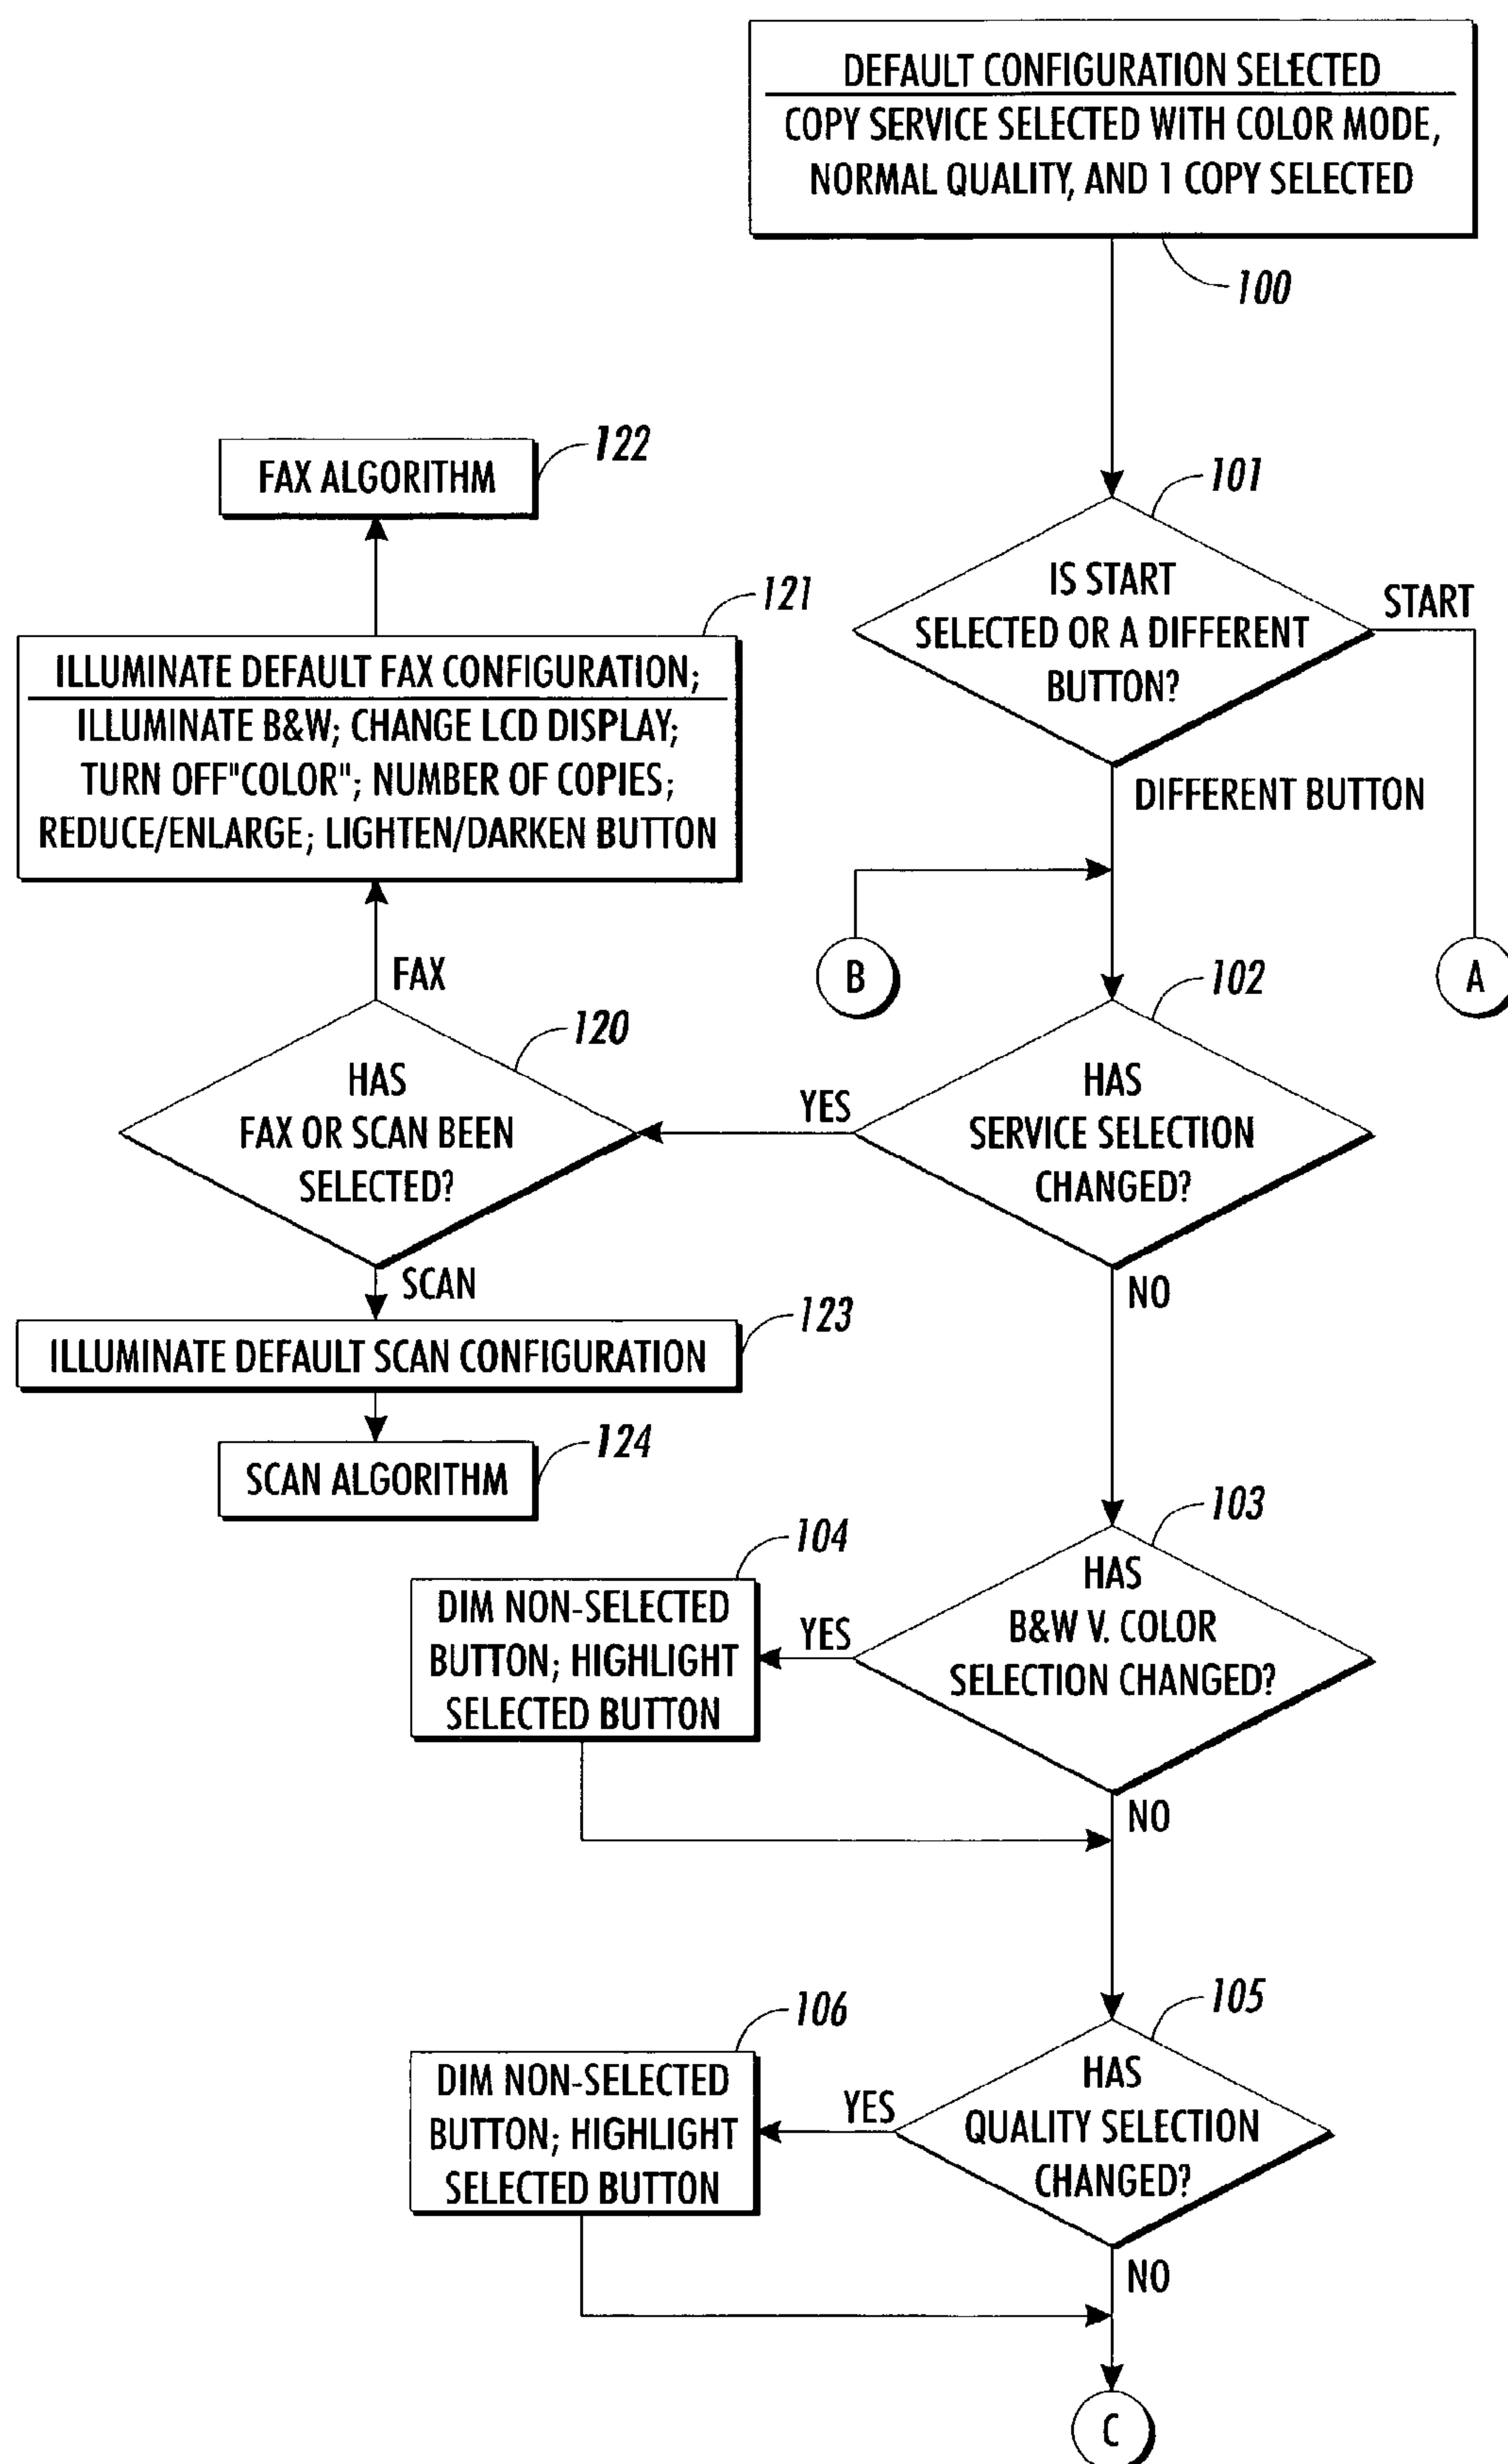 DEFAULT CONFIGURATION SELECTED
COPY SERVICE SELECTED WITH COLOR MODE,
NORMAL QUALITY, AND 1 COPY SELECTED
100
122
FAX ALGORITHM
101
IS START
SELECTED OR A DIFFERENT
BUTTON?
START
DIFFERENT BUTTON
121
ILLUMINATE DEFAULT FAX CONFIGURATION;
ILLUMINATE B&W; CHANGE LCD DISPLAY;
TURN OFF"COLOR"; NUMBER OF COPIES;
REDUCE/ENLARGE; LIGHTEN/DARKEN BUTTON
B
A
FAX
102
120
HAS
FAX OR SCAN BEEN
SELECTED?
YES
HAS
SERVICE SELECTION
CHANGED?
SCAN
NO
123
ILLUMINATE DEFAULT SCAN CONFIGURATION
124
SCAN ALGORITHM
103
104
DIM NON-SELECTED
BUTTON; HIGHLIGHT
SELECTED BUTTON
YES
HAS
B&W V. COLOR
SELECTION CHANGED?
NO
105
106
DIM NON-SELECTED
BUTTON; HIGHLIGHT
SELECTED BUTTON
YES
HAS
QUALITY SELECTION
CHANGED?
NO
C